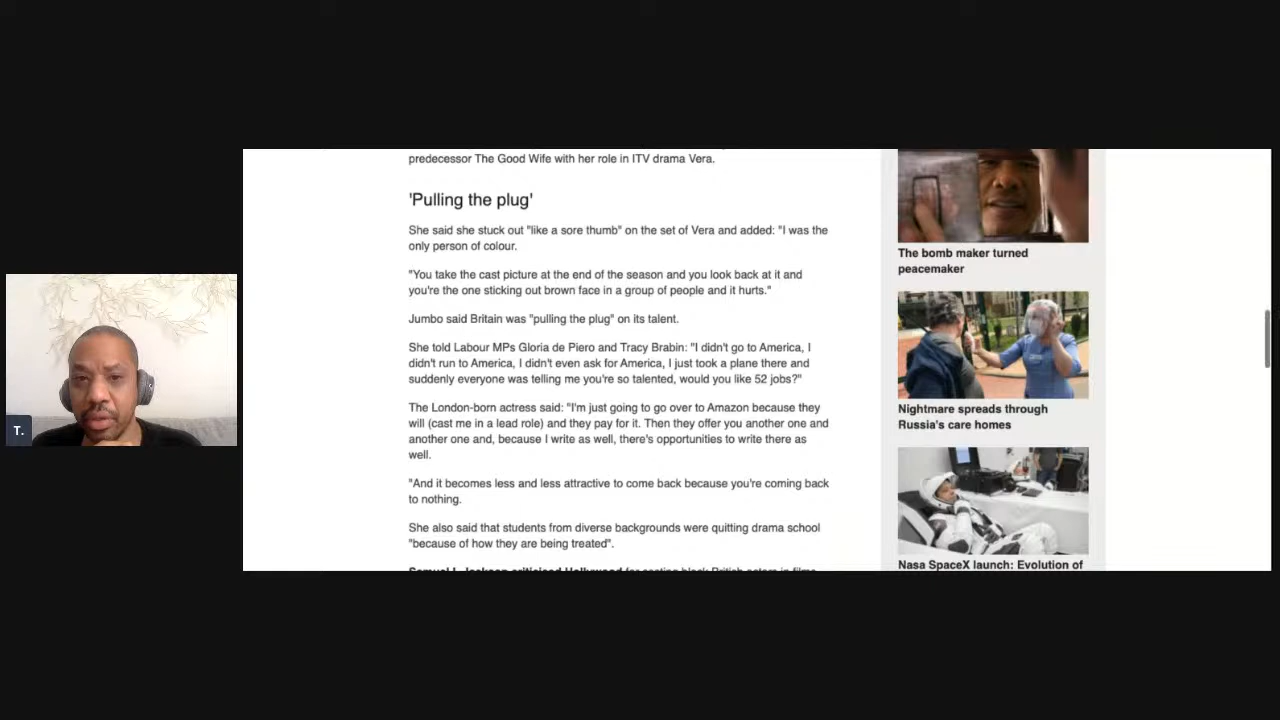 predecessor The Good Wife with her role in ITV drama Vera.
'Pulling the plug'
She said she stuck out "like a sore thumb" on the set of Vera and added: "I was the
only person of colour.
"You take the cast picture at the end of the season and you look back at it and
you're the one sticking out brown face in a group of people and it hurts."
Jumbo said Britain was "pulling the plug" on its talent.
She told Labour MPs Gloria de Piero and Tracy Brabin: "I didn't go to America, I
didn't run to America, I didn't even ask for America, I just took a plane there and
suddenly everyone was telling me you're so talented, would you like 52 jobs?"
The London-born actress said: "I'm just going to go over to Amazon because they
will (cast me in a lead role) and they pay for it. Then they offer you another one and
another one and, because I write as well, there's opportunities to write there as
well.
"And it becomes less and less attractive to come back because you're coming back
to nothing.
She also said that students from diverse backgrounds were quitting drama school
"because of how they are being treated".
Samuel L Jackson criticised Hollywood for casting black British actors in films
The bomb maker turned
peacemaker
Nightmare spreads through
Russia's care homes
Nasa SpaceX launch: Evolution of
T.